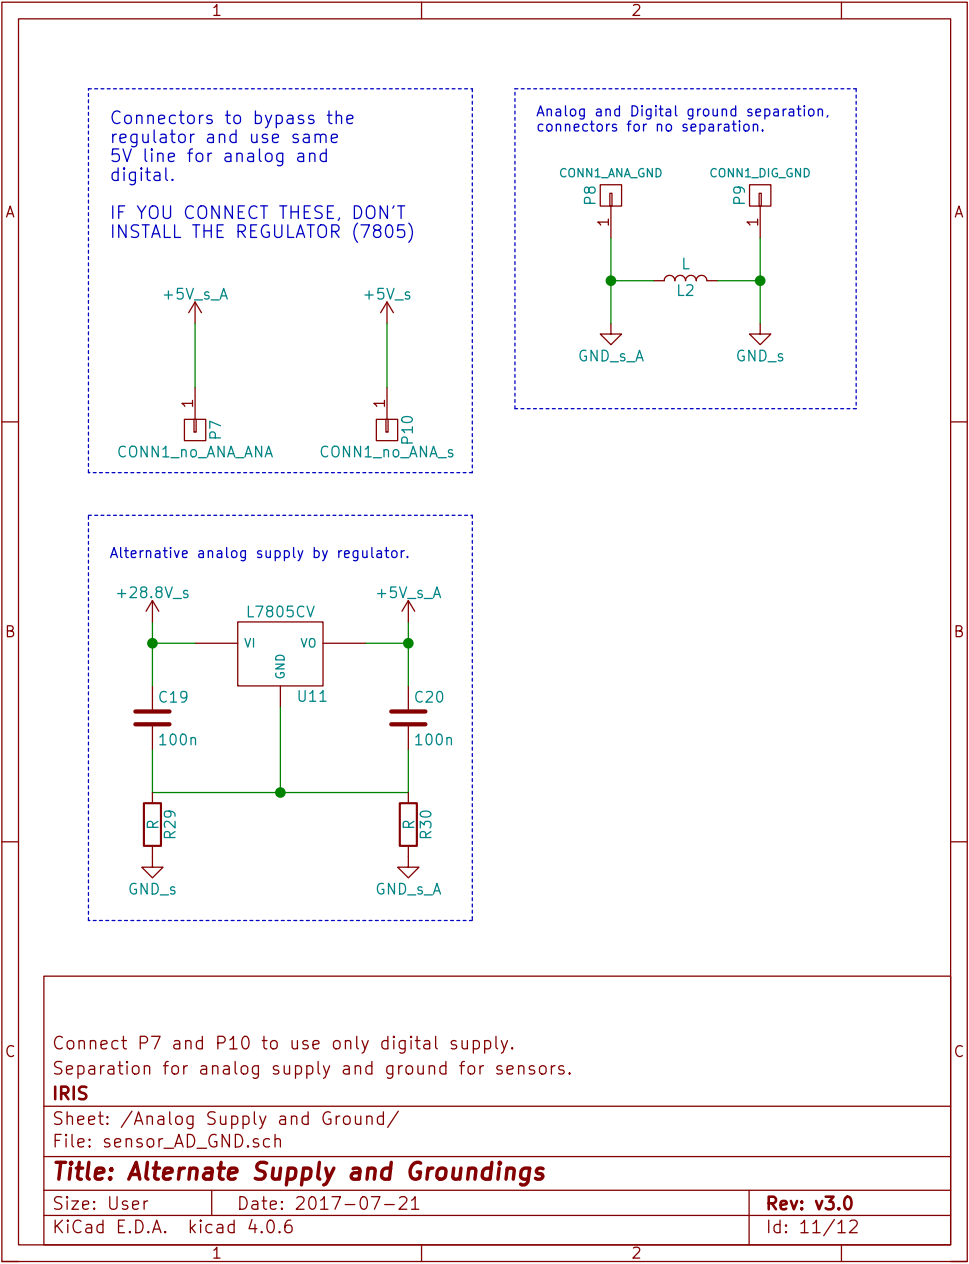 1
2
Connectors to bypass the
regulator and use same
5V line for analog and
digital.
IF YOU CONNECT THESE, DON'T
INSTALL THE REGULATOR (7805)
+5V_s_A
+5V_s
1
1
P7
P10
CONN1_no_ANA_ANA
CONN1_no_ANA_s
Analog and Digital ground separation,
connectors for no separation.
CONN1_ANA_GND
CONN1_DIG_GND
P8
P9
1
1
L
L2
GND_s_A
GND_s
A
A
Alternative analog supply by regulator.
+28.8V_s
+5V_s_A
L7805CV
VI
VO
GND
U11
C19
C20
100n
100n
R
R29
R
R30
GND_s
GND_s_A
B
B
C
C
Connect P7 and P10 to use only digital supply.
Separation for analog supply and ground for sensors.
IRIS
Sheet: /Analog Supply and Ground/
File: sensor_AD_GND.sch
Title: Alternate Supply and Groundings
Size: User
Date: 2017-07-21
Rev: v3.0
KiCad E.D.A.  kicad 4.0.6
Id: 11/12
1
2